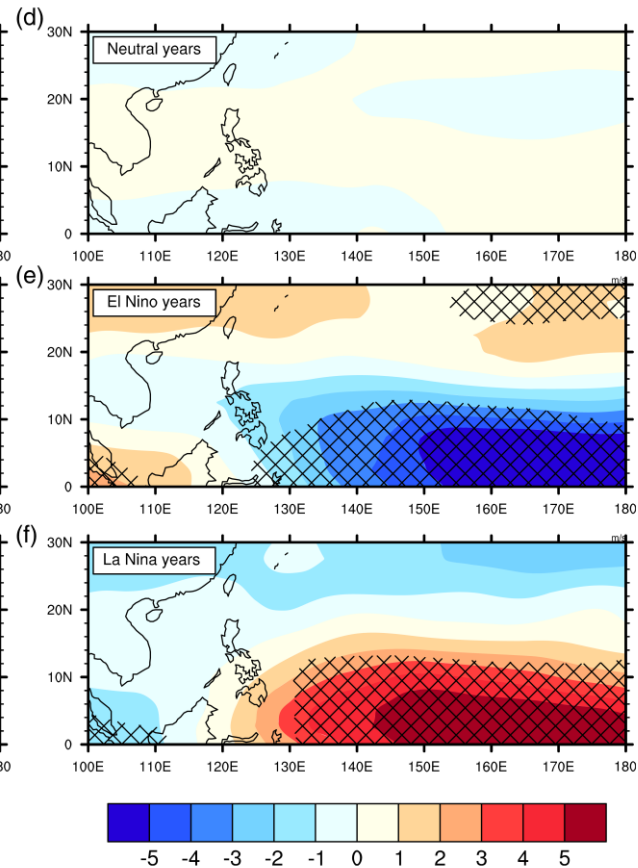 (d)
30N
Neutral years
20N
10N
0
30 100E 110E 120E 130E 140E 150E 160E 170E 180
(e)
m/s
30N
El Nino years
20N
10N
0
30 100E 110E 120E 130E 140E 150E 160E 170E 180
(f)
m/s
30N
La Nina years
20N
10N
0
30 100E 110E 120E 130E 140E 150E 160E 170E 180
-5 -4 -3 -2 -1 0 1 2 3 4 5